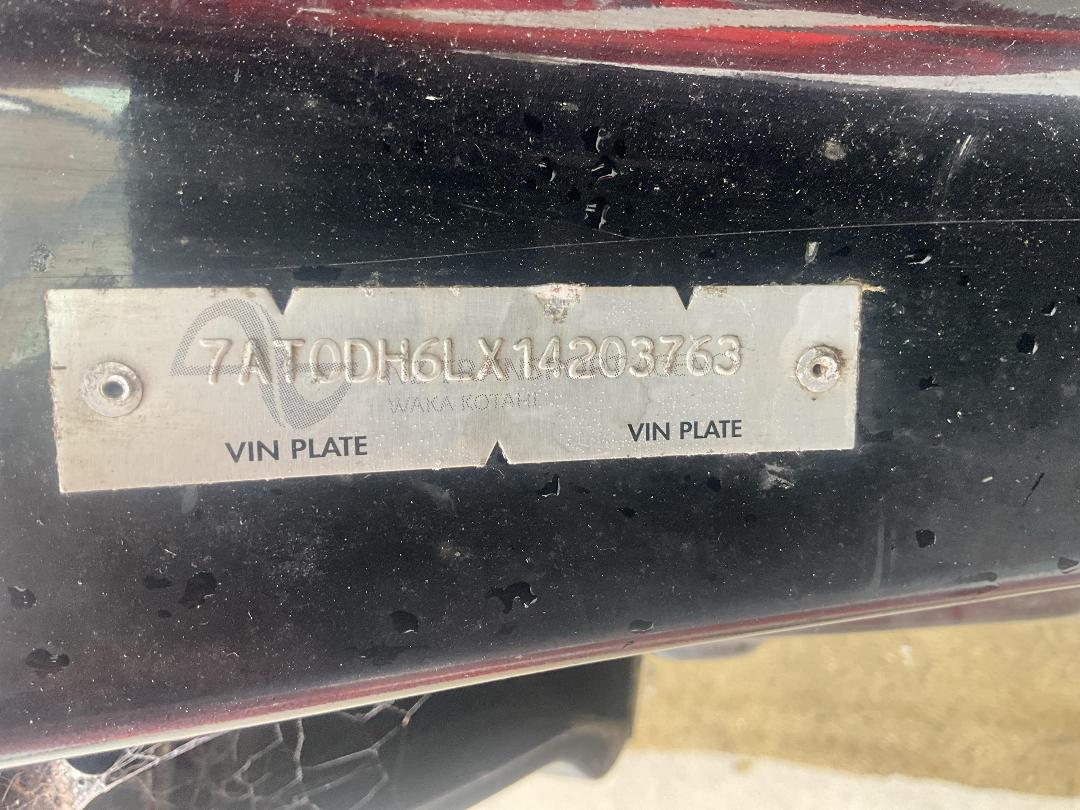 7AT0DH6LX14203763
WAKA KOTAHI
VIN PLATE VIN PLATE